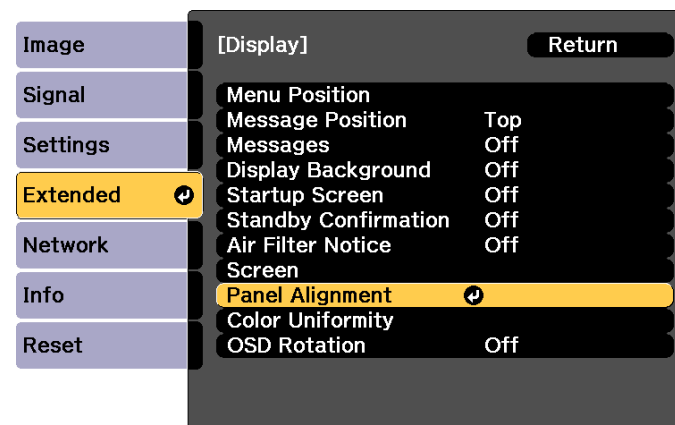 Image
Signal
Settings
Extended
Network
Info
Reset
[Display] Return
Menu Position
Message Position Top
Messages Off
Display Background Off
Startup Screen Off
Standby Confirmation Off
Air Filter Notice Off
Screen
Panel Alignment
Color Uniformity
OSD Rotation Off